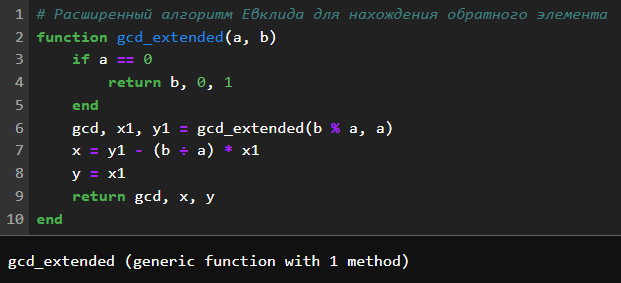 1 # Расширенный алгоритм Евклида для нахождения обратного элемента
2 function gcd_extended(a, b)
3     if a == 0
4         return b, 0, 1
5     end
6     gcd, x1, y1 = gcd_extended(b % a, a)
7     x = y1 - (b ÷ a) * x1
8     y = x1
9     return gcd, x, y
10 end
gcd_extended (generic function with 1 method)